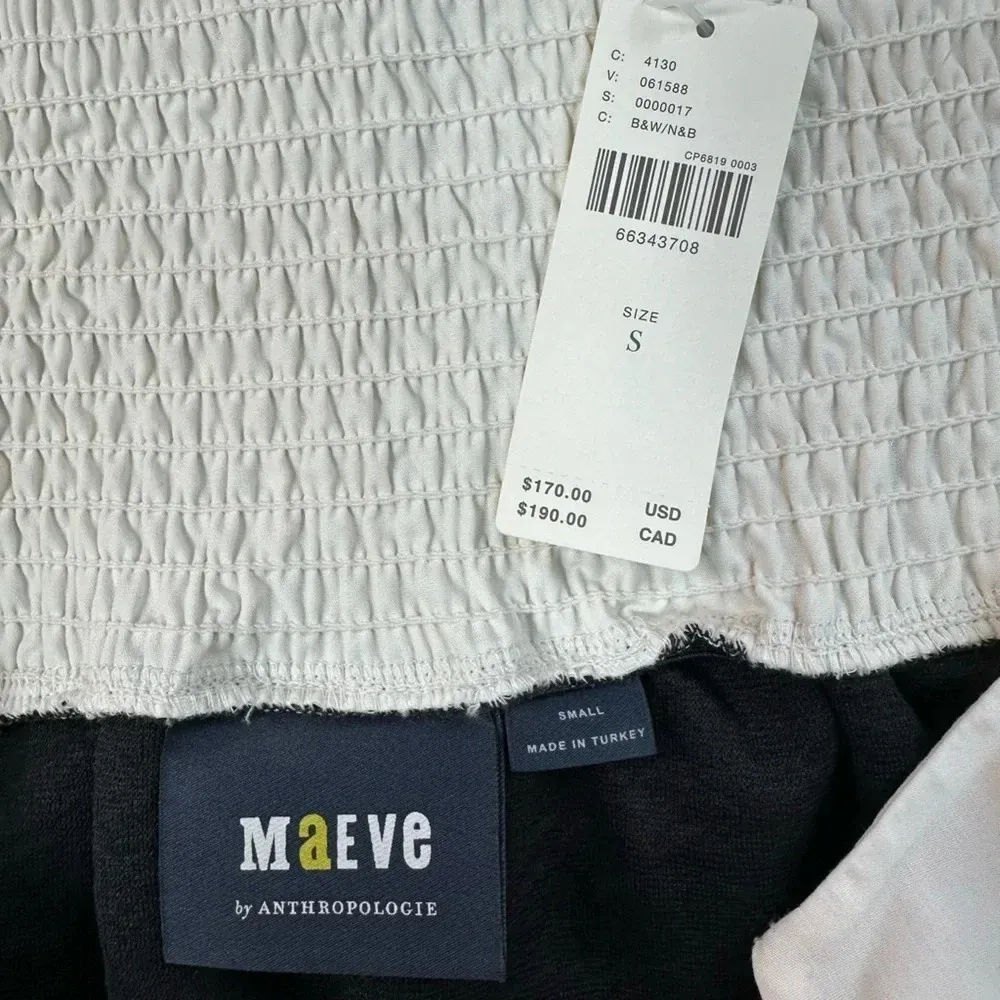 C: 4130
V: 061588
S: 0000017
C: B&W/N&B
CP6819 0003
66343708
SIZE
S
$170.00 USD
$190.00 CAD
SMALL
MADE IN TURKEY
MaEVe
by ANTHROPOLOGIE